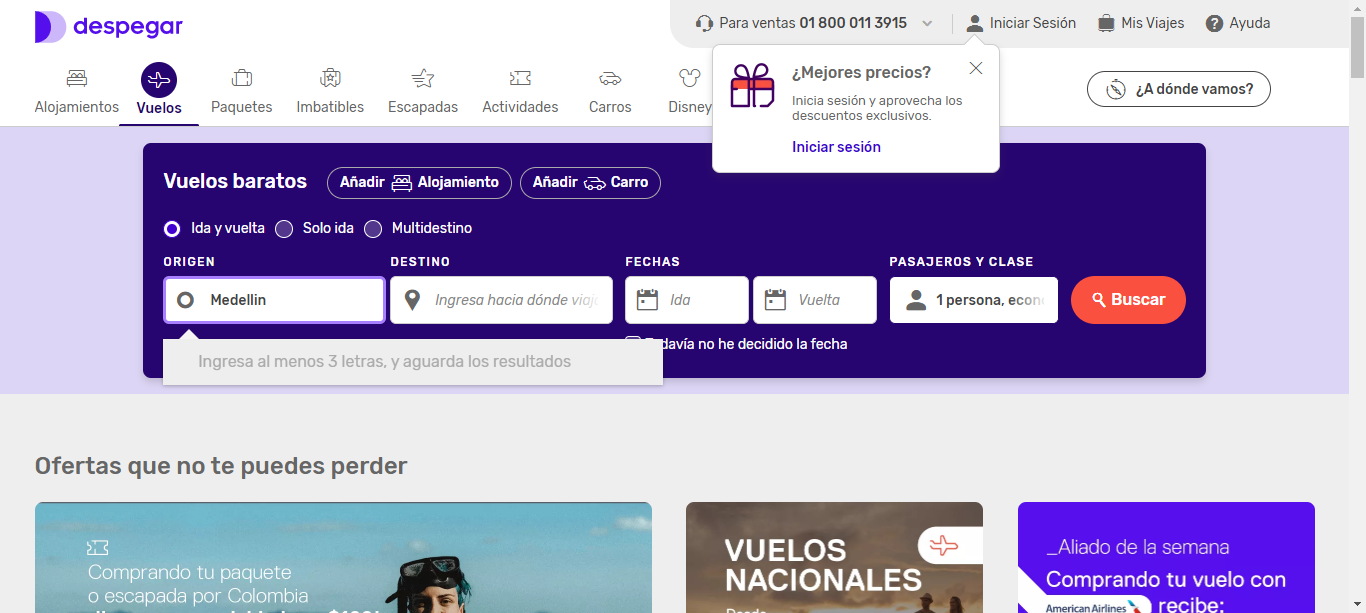 despegar
Para ventas 01 800 011 3915
Iniciar Sesión
Mis Viajes
Ayuda
Alojamientos
Vuelos
Paquetes
Imbatibles
Escapadas
Actividades
Carros
Disney
¿A dónde vamos?
¿Mejores precios?
Inicia sesión y aprovecha los
descuentos exclusivos.
Iniciar sesión
Vuelos baratos
Añadir Alojamiento
Añadir Carro
Ida y vuelta
Solo ida
Multidestino
ORIGEN
DESTINO
FECHAS
PASAJEROS Y CLASE
Medellin
Ingresa hacia dónde viaj
Ida
Vuelta
1 persona, econ
Buscar
Ingresa al menos 3 letras, y aguarda los resultados
davía no he decidido la fecha
Ofertas que no te puedes perder
Comprando tu paquete
o escapada por Colombia
VUELOS
NACIONALES
Desde
_Aliado de la semana
Comprando tu vuelo con
American Airlines recibe: